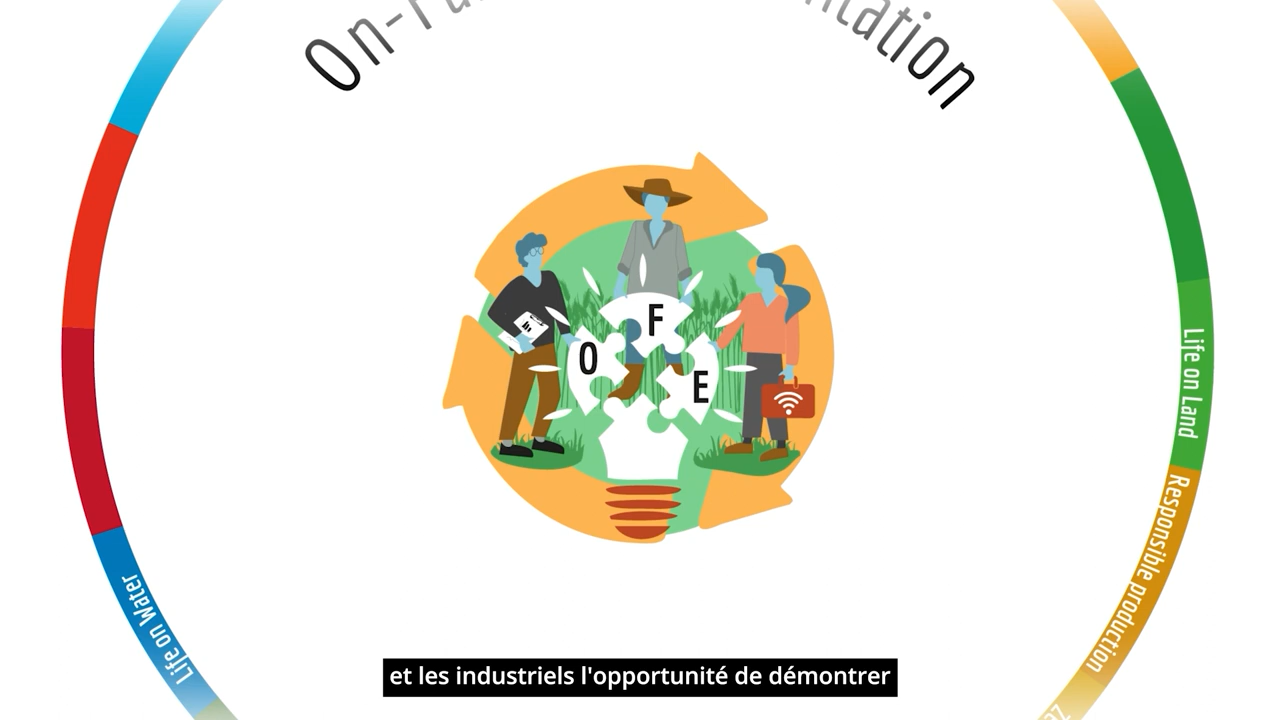 On-
ntation
F
O
E
Life on Land
Responsible production
Life on Water
et les industriels l'opportunité de démontrer